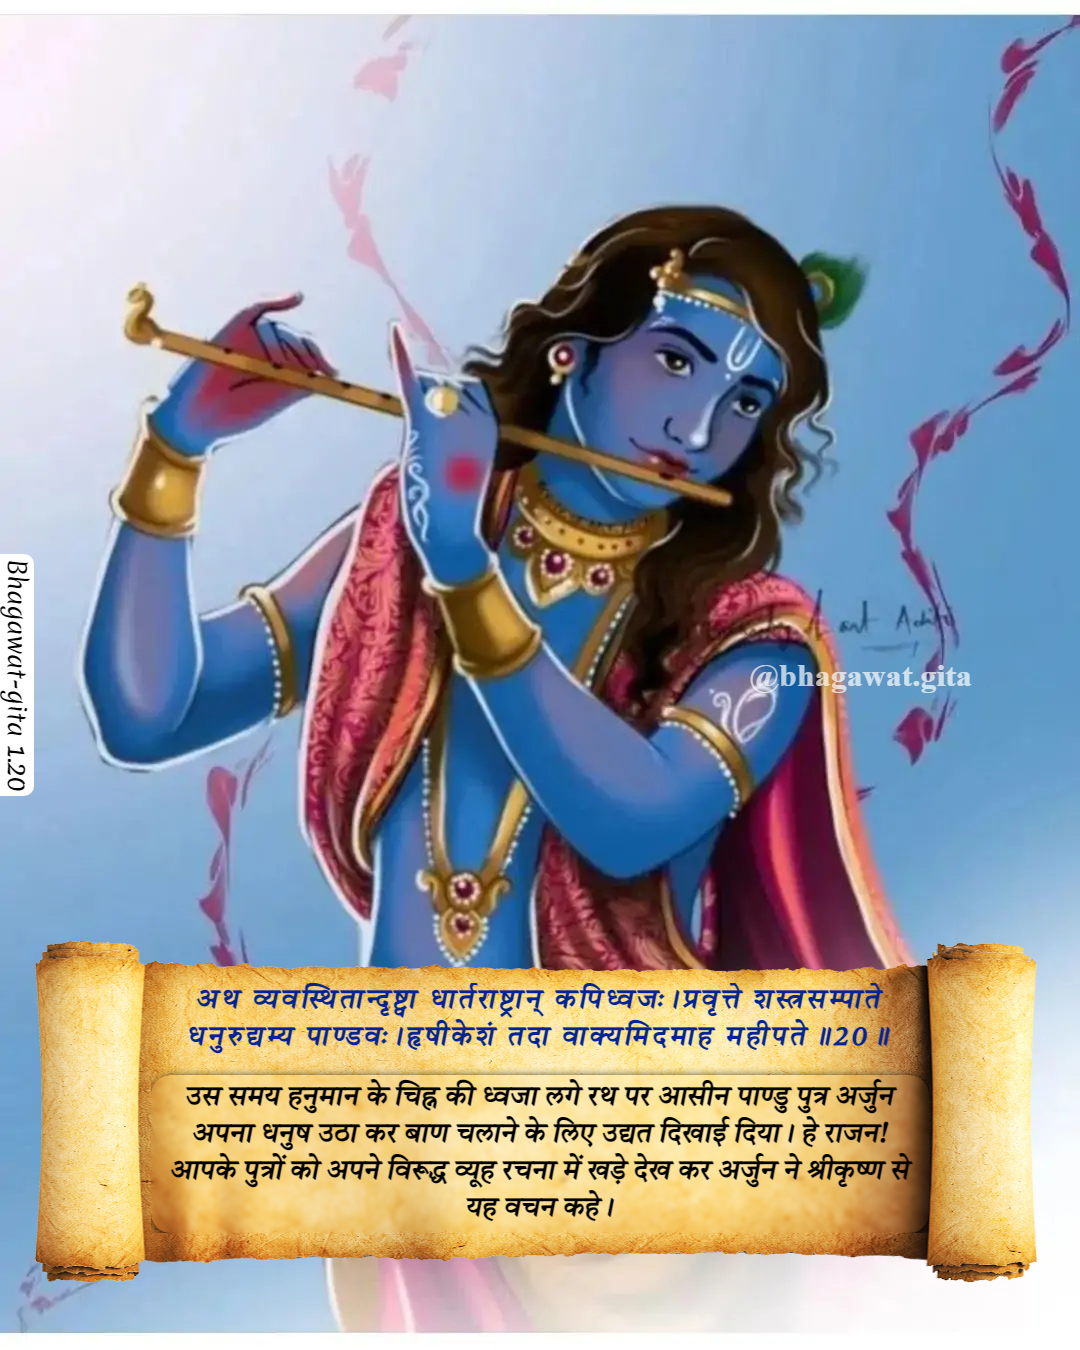 @bhagawat.gita
Bhagawat-gita 1.20
अथ व्यवस्थितान्दृष्ट्वा धार्तराष्ट्रान् कपिध्वजः।प्रवृत्ते शस्त्रसम्पाते
धनुरुद्यम्य पाण्डवः।हृषीकेशं तदा वाक्यमिदमाह महीपते ॥20॥
उस समय हनुमान के चिह्न की ध्वजा लगे रथ पर आसीन पाण्डु पुत्र अर्जुन
अपना धनुष उठा कर बाण चलाने के लिए उद्यत दिखाई दिया। हे राजन!
आपके पुत्रों को अपने विरूद्ध व्यूह रचना में खड़े देख कर अर्जुन ने श्रीकृष्ण से
यह वचन कहे।